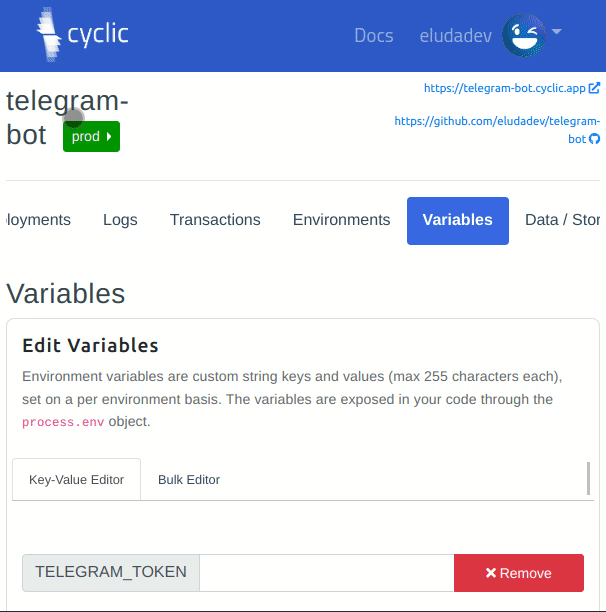 cyclic
Docs
eludadev
telegram-
bot
prod
https://telegram-bot.cyclic.app
https://github.com/eludadev/telegram-
bot
loyments
Logs
Transactions
Environments
Variables
Data / Stor
Variables
Edit Variables
Environment variables are custom string keys and values (max 255 characters each),
set on a per environment basis. The variables are exposed in your code through the
process.env object.
Key-Value Editor
Bulk Editor
TELEGRAM_TOKEN
Remove